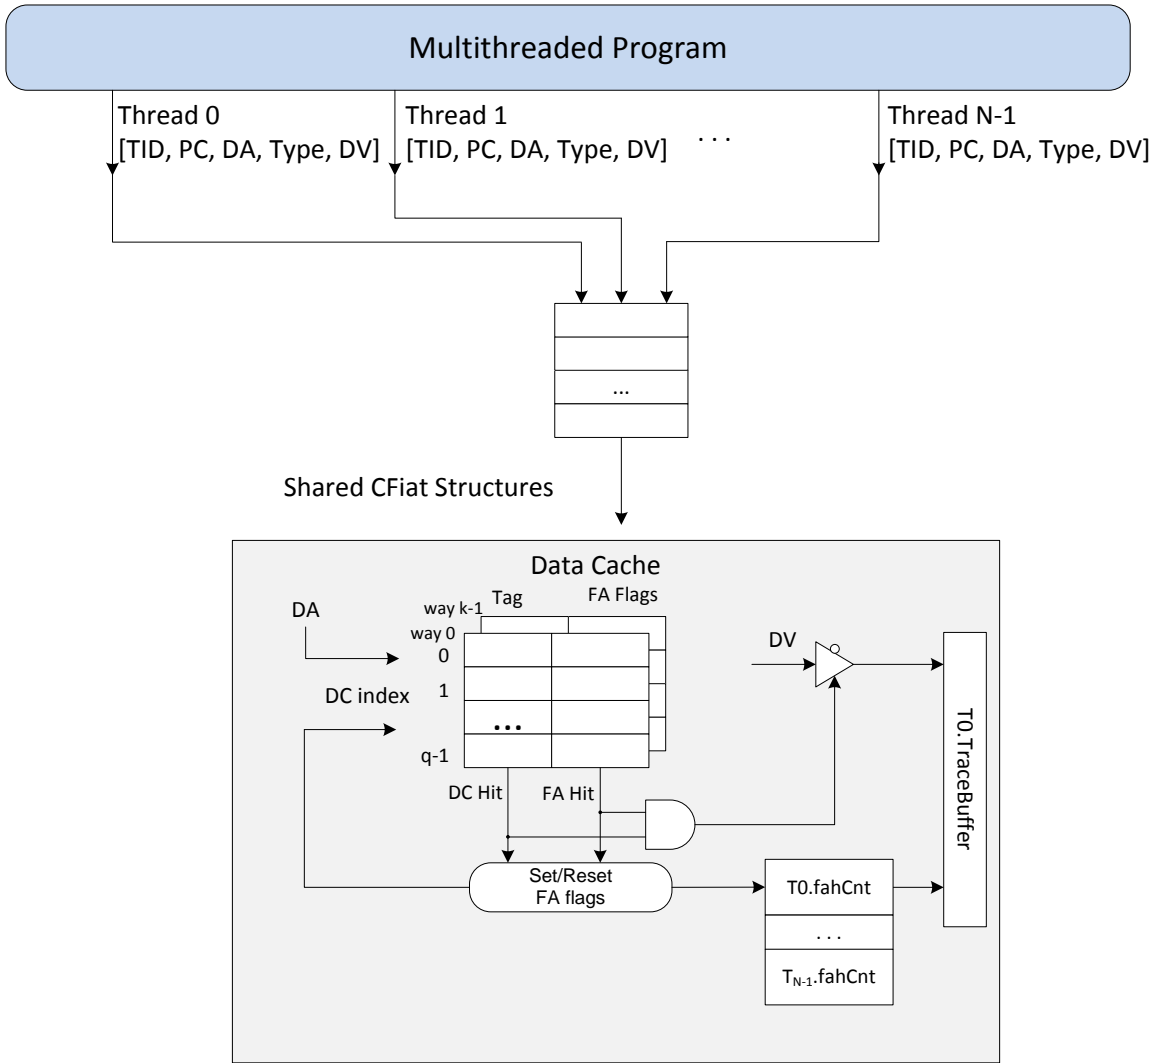 Multithreaded Program
Thread 0
[TID, PC, DA, Type, DV]
Thread 1
[TID, PC, DA, Type, DV]
. . .
Thread N-1
[TID, PC, DA, Type, DV]
...
Shared CFiat Structures
Data Cache
Tag
FA Flags
way k-1
way 0
DA
0
DC index
1
...
q-1
DC Hit
FA Hit
DV
T0.TraceBuffer
Set/Reset
FA flags
T0.fahCnt
. . .
TN-1.fahCnt